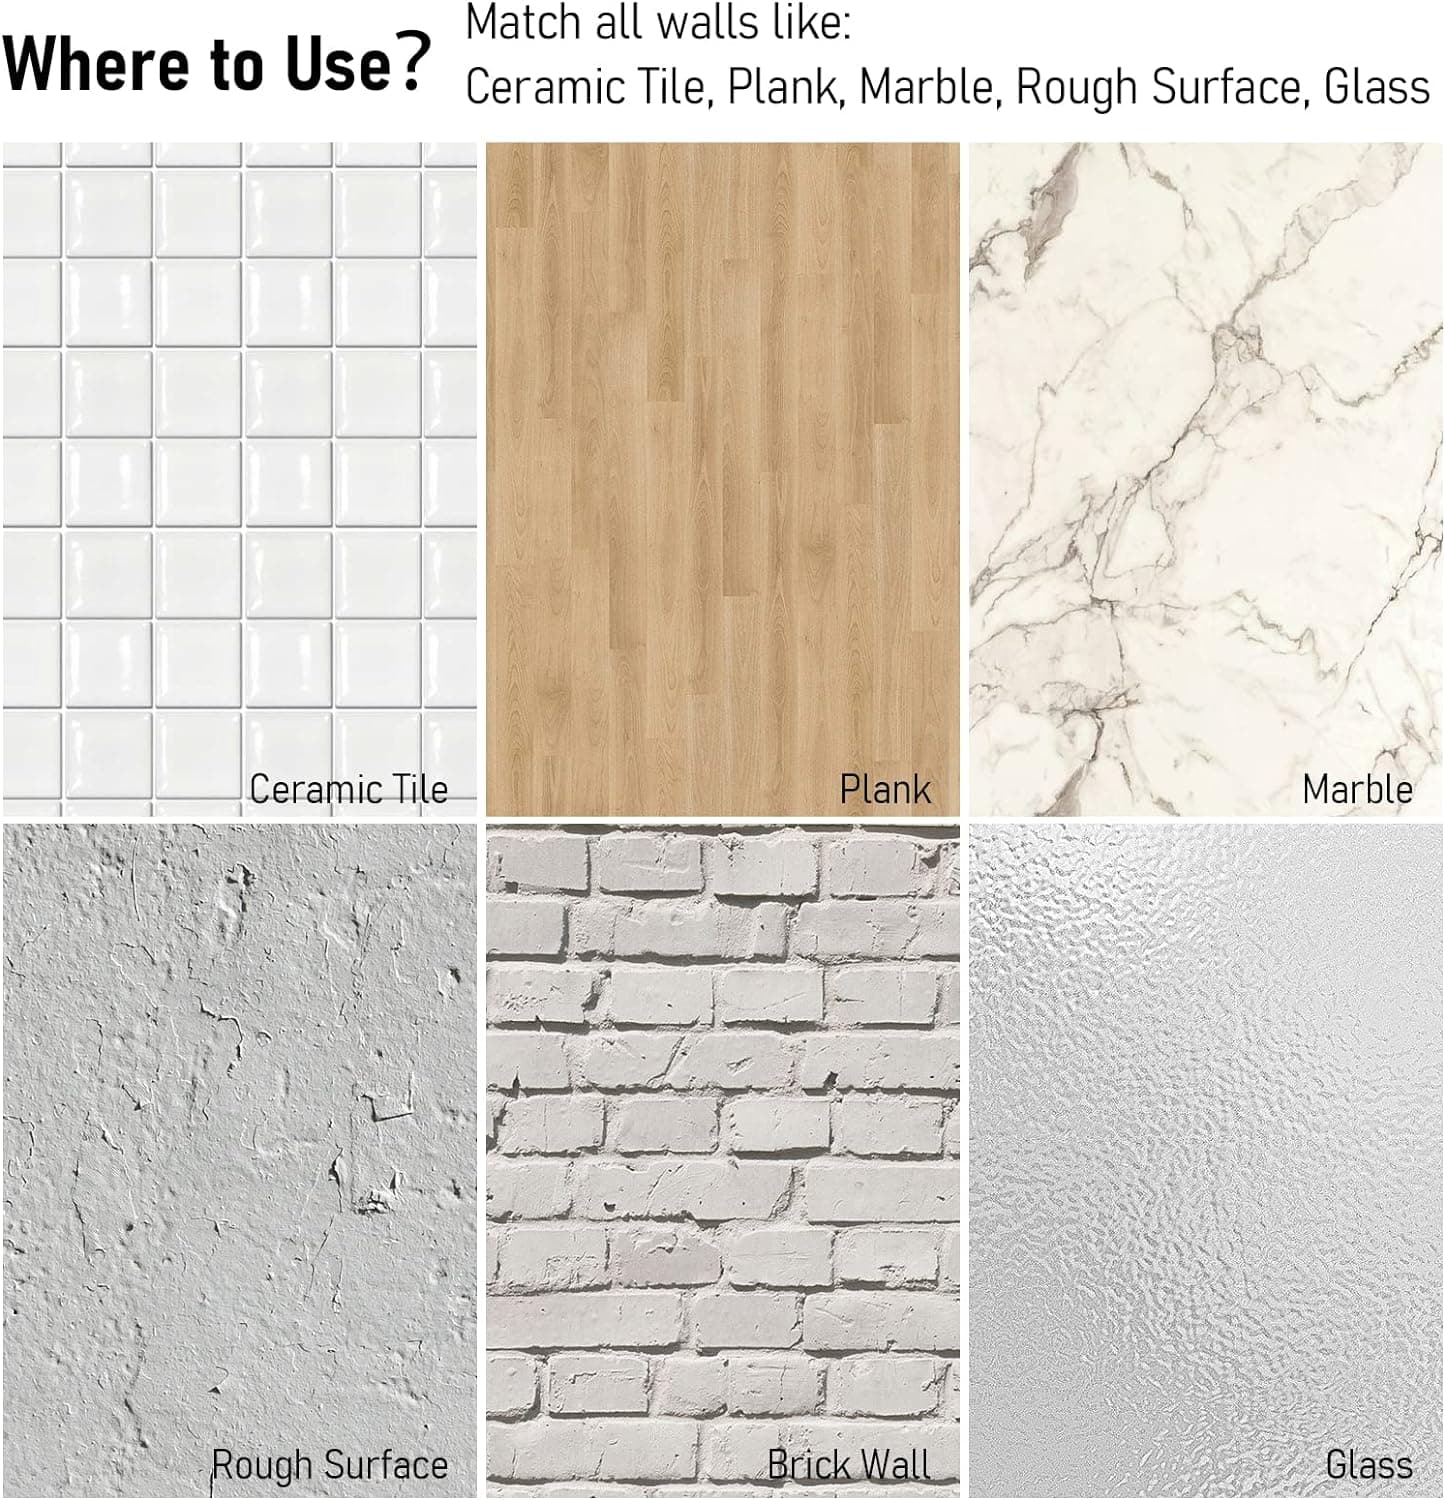 Where to Use?
Match all walls like:
Ceramic Tile, Plank, Marble, Rough Surface, Glass
Ceramic Tile
Plank
Marble
Rough Surface
Brick Wall
Glass